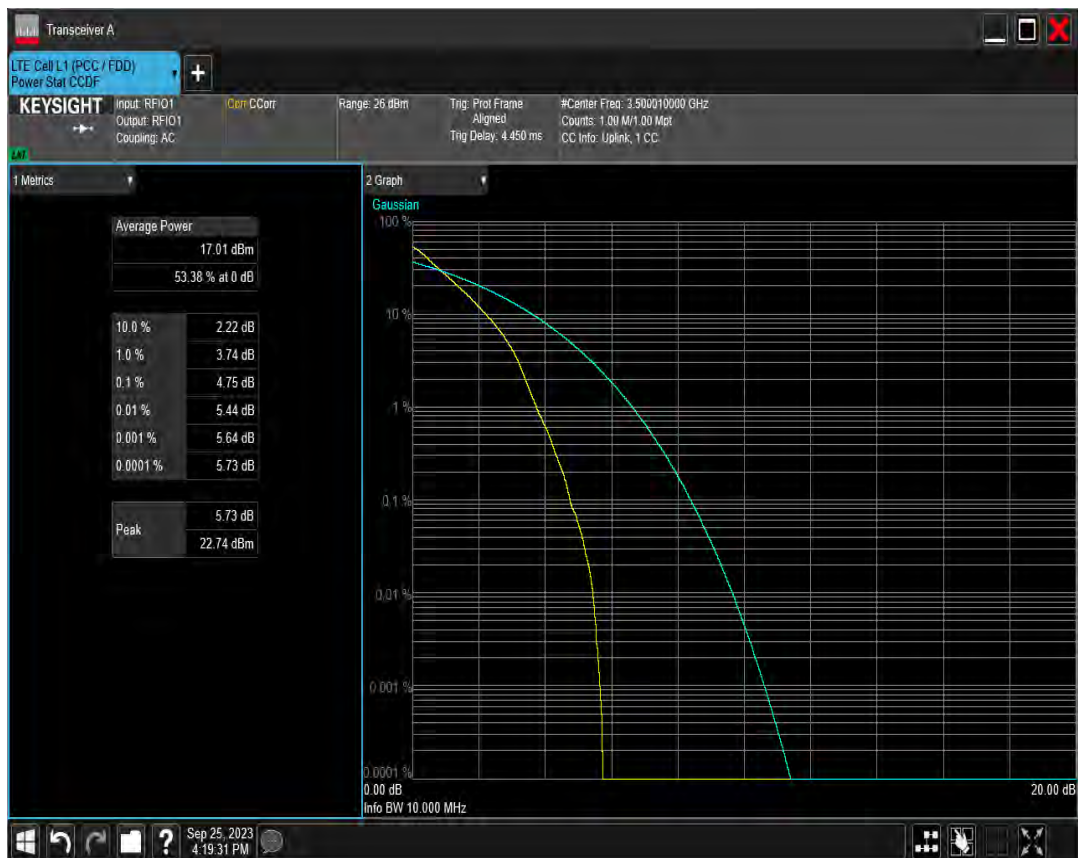 Transceiver A
LTE Cell L1 (PCC / FDD)
Power Stat CCDF
+
KEYSIGHT
Input: RFIO1
Output: RFIO1
Coupling: AC
Corr CCorr
Range: 26 dBm
Trig: Prot Frame
Aligned
Trig Delay: 4.450 ms
#Center Freq: 3.500010000 GHz
Counts: 1.00 M/1.00 Mpt
CC Info: Uplink, 1 CC
1 Metrics
Average Power
17.01 dBm
53.38 % at 0 dB
10.0 % 2.22 dB
1.0 % 3.74 dB
0.1 % 4.75 dB
0.01 % 5.44 dB
0.001 % 5.64 dB
0.0001 % 5.73 dB
Peak 5.73 dB
22.74 dBm
2 Graph
Gaussian
100 %
10 %
1 %
0.1 %
0.01 %
0.001 %
0.0001 %
0.00 dB 20.00 dB
Info BW 10.000 MHz
?
Sep 25, 2023
4:19:31 PM